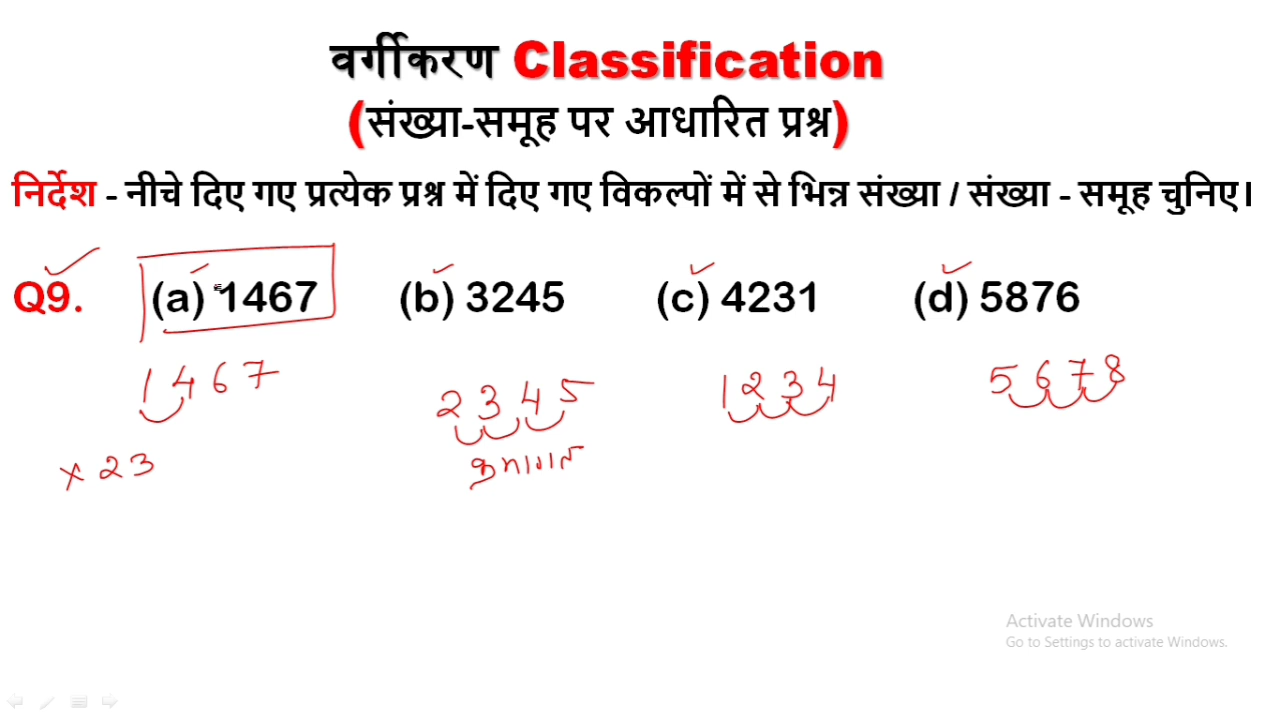 वर्गीकरण Classification
(संख्या-समूह पर आधारित प्रश्न)
निर्देश - नीचे दिए गए प्रत्येक प्रश्न में दिए गए विकल्पों में से भिन्न संख्या / संख्या - समूह चुनिए।
Q9. (a) 1467 (b) 3245 (c) 4231 (d) 5876
1467 2345 1234 5678
x 23
Activate Windows
Go to Settings to activate Windows.